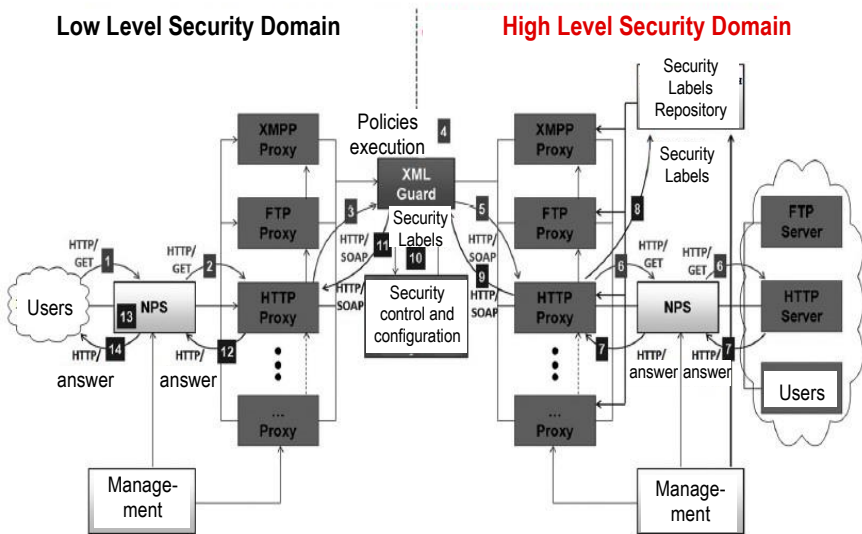 Low Level Security Domain
High Level Security Domain
Security
Labels
Repository
4
Policies
execution
XMPP
Proxy
XML
Guard
XMPP
Proxy
Security
Labels
3
5
8
FTP
Proxy
FTP
Proxy
FTP
Server
Security
Labels
HTTP/
GET
1
HTTP/
GET
2
11
HTTP/
SOAP
10
HTTP/
SOAP
9
HTTP/
GET
6
HTTP/
GET
6
Users
13
NPS
HTTP
Proxy
HTTP/
SOAP
Security
control and
configuration
HTTP/
SOAP
HTTP
Proxy
NPS
HTTP
Server
HTTP/
14
answer
HTTP/
12
answer
7
HTTP/
answer
HTTP/
7
answer
...
Proxy
...
Proxy
Users
Manage-
ment
Manage-
ment